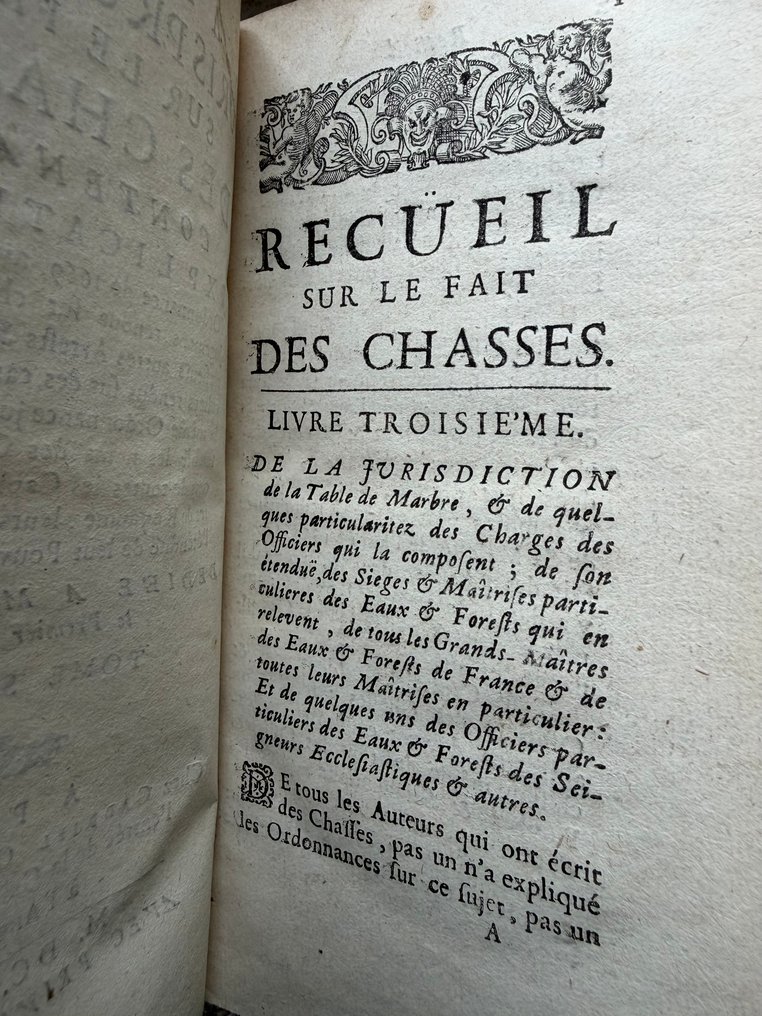 RECÜEIL
SUR LE FAIT
DES CHASSES.
LIVRE TROISIE'ME.
DE LA JURISDICTION
de la Table de Marbre, & de quel-
ques particularitez des Charges des
Officiers qui la compoſent ; de ſon
étenduë, des Sieges & Maîtriſes parti-
culieres des Eaux & Foreſts qui en
relevent, de tous les Grands-Maîtres
des Eaux & Foreſts de France & de
toutes leurs Maîtriſes en particulier :
Et de quelques uns des Officiers par-
ticuliers des Eaux & Foreſts des Sei-
gneurs Eccleſiaſtiques & autres.
DE tous les Auteurs qui ont écrit
des Chaſſes, pas un n'a expliqué
les Ordonnances ſur ce ſujet, pas un
A